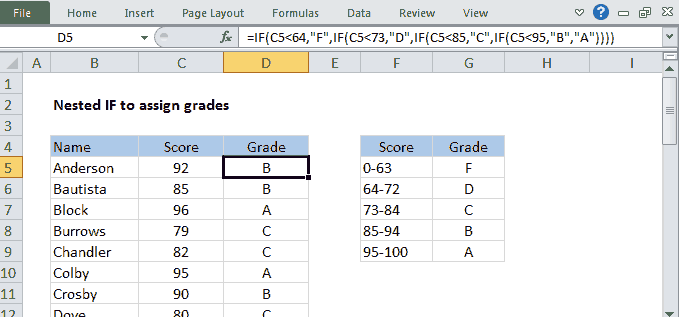 File Home Insert Page Layout Formulas Data Review View
D5 fx =IF(C5<64,"F",IF(C5<73,"D",IF(C5<85,"C",IF(C5<95,"B","A"))))
A B C D E F G H I
1
2 Nested IF to assign grades
3
4 Name Score Grade Score Grade
5 Anderson 92 B 0-63 F
6 Bautista 85 B 64-72 D
7 Block 96 A 73-84 C
8 Burrows 79 C 85-94 B
9 Chandler 82 C 95-100 A
10 Colby 95 A
11 Crosby 90 B
12 Dove 80 C